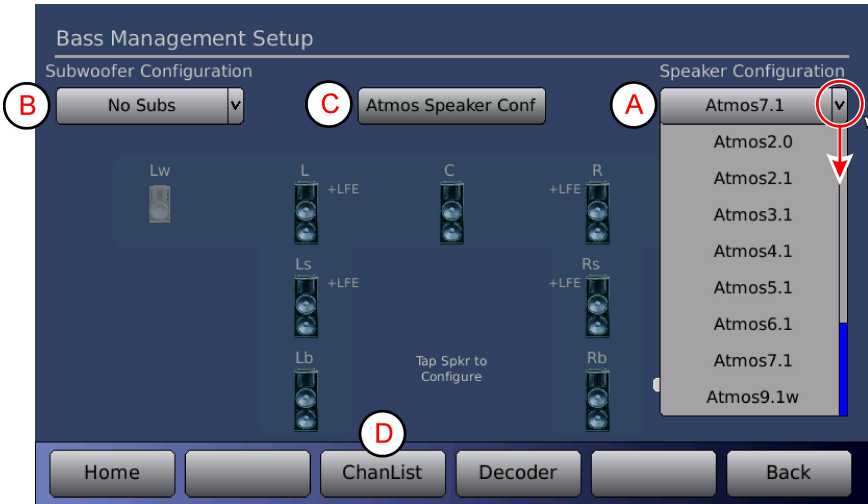 Bass Management Setup
Subwoofer Configuration
Speaker Configuration
B
No Subs
C
Atmos Speaker Conf
A
Atmos7.1
Atmos2.0
Atmos2.1
Atmos3.1
Atmos4.1
Atmos5.1
Atmos6.1
Atmos7.1
Atmos9.1w
Lw
L
+LFE
C
R
+LFE
Ls
+LFE
Rs
+LFE
Lb
Tap Spkr to
Configure
Rb
D
Home
ChanList
Decoder
Back